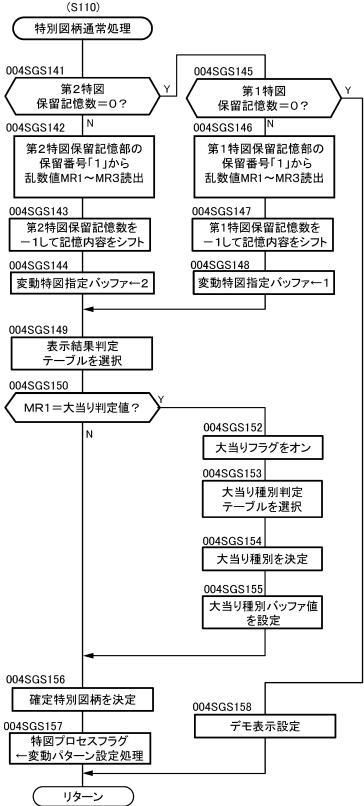 (S110)
特別図柄通常処理
004SGS141
第2特図
保留記憶数=0?
Y
N
004SGS142
第2特図保留記憶部の
保留番号「1」から
乱数値MR1～MR3読出
004SGS143
第2特図保留記憶数を
－1して記憶内容をシフト
004SGS144
変動特図指定バッファ←2
004SGS145
第1特図
保留記憶数=0?
Y
N
004SGS146
第1特図保留記憶部の
保留番号「1」から
乱数値MR1～MR3読出
004SGS147
第1特図保留記憶数を
－1して記憶内容をシフト
004SGS148
変動特図指定バッファ←1
004SGS149
表示結果判定
テーブルを選択
004SGS150
MR1=大当り判定値?
Y
N
004SGS152
大当りフラグをオン
004SGS153
大当り種別判定
テーブルを選択
004SGS154
大当り種別を決定
004SGS155
大当り種別バッファ値
を設定
004SGS156
確定特別図柄を決定
004SGS157
特図プロセスフラグ
←変動パターン設定処理
004SGS158
デモ表示設定
リターン